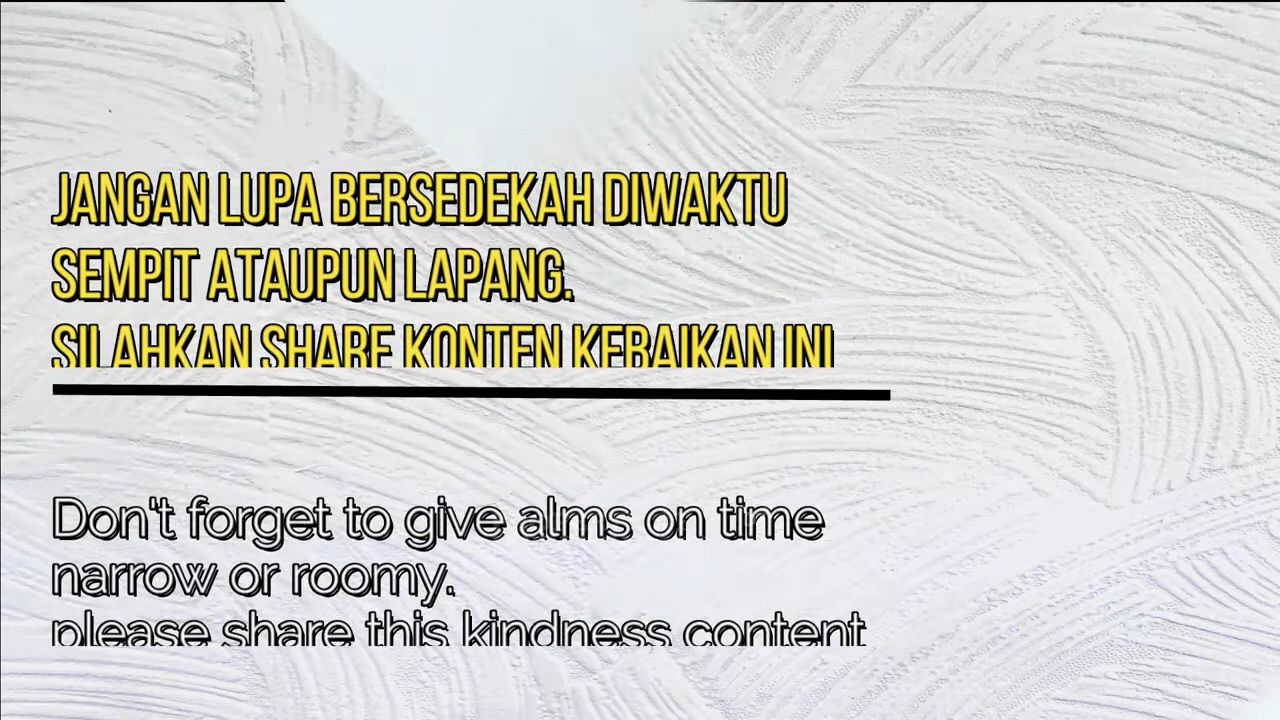 JANGAN LUPA BERSEDEKAH DIWAKTU
SEMPIT ATAUPUN LAPANG.
SILAHKAN SHARE KONTEN KEBAIKAN INI
Don't forget to give alms on time
narrow or roomy.
please share this kindness content